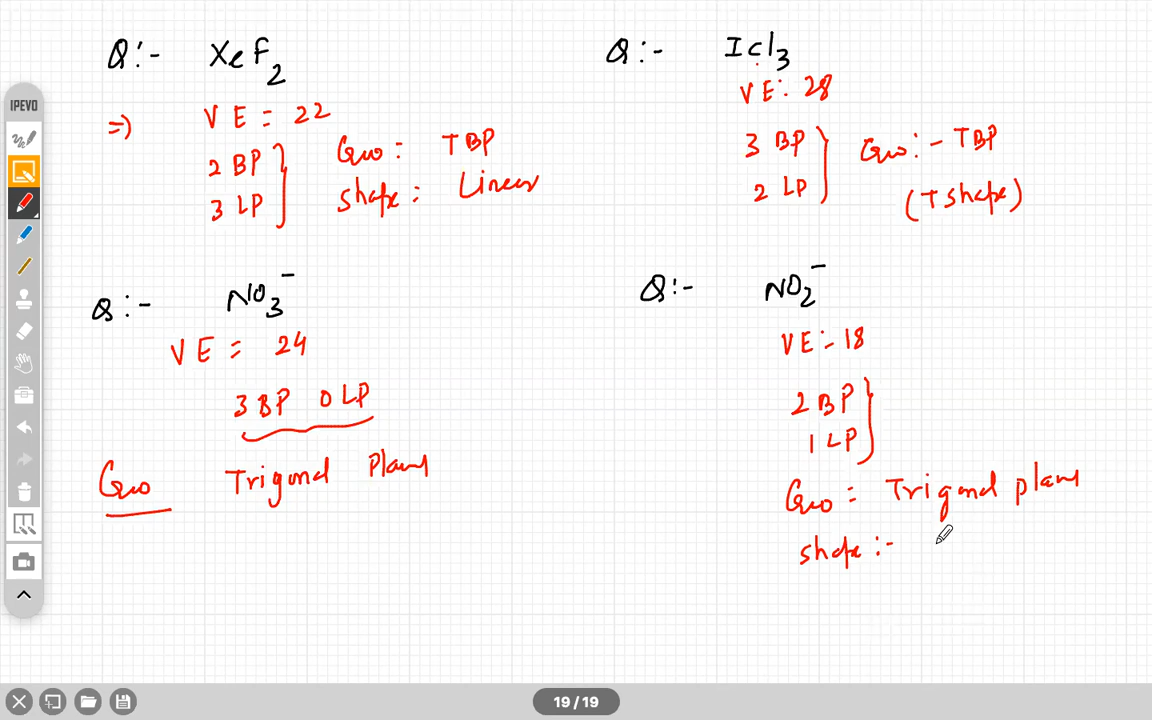 IPEVO
Q:- XeF2
=) VE = 22
2 BP
3 LP
Geo: TBP
Shape: Linear
Q:- ICl3
VE: 28
3 BP
2 LP
Geo:- TBP
(T shape)
Q:- NO3⁻
VE = 24
3 BP 0 LP
Geo Trigonal Planar
Q:- NO2⁻
VE:- 18
2 BP
1 LP
Geo = Trigonal planar
Shape:-
19 / 19